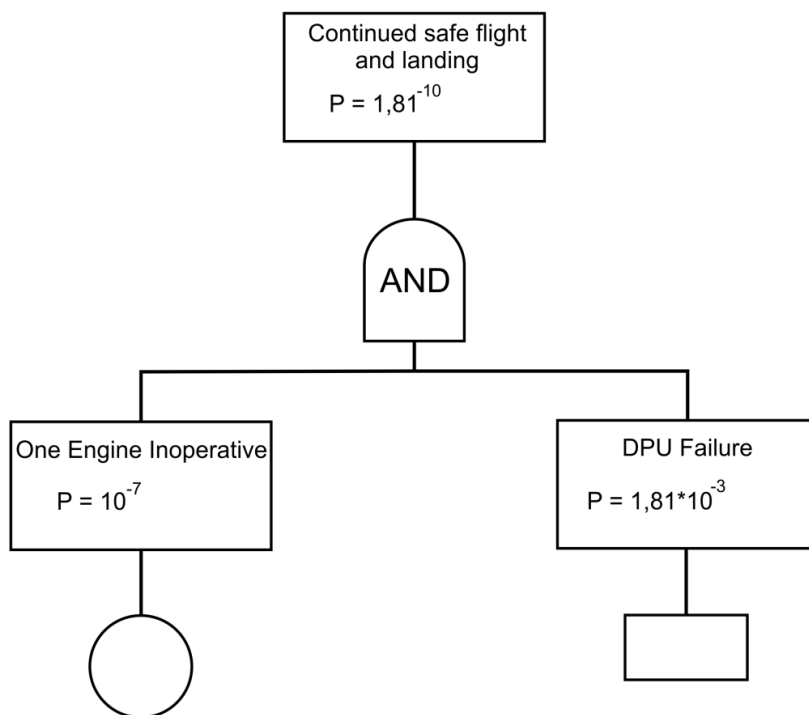 Continued safe flight
and landing
P = 1,81⁻¹⁰
AND
One Engine Inoperative
P = 10⁻⁷
DPU Failure
P = 1,81*10⁻³